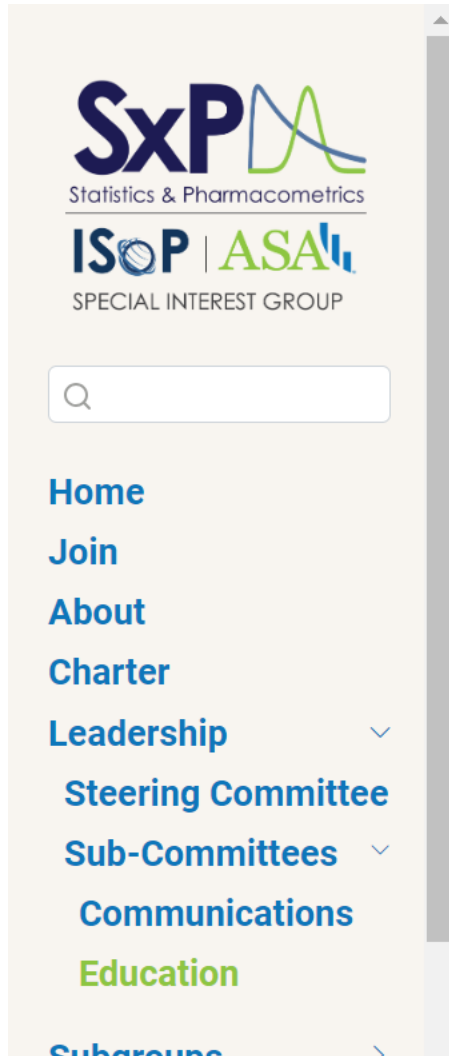 SxP
Statistics & Pharmacometrics
ISoP | ASA
SPECIAL INTEREST GROUP
Home
Join
About
Charter
Leadership
Steering Committee
Sub-Committees
Communications
Education
Subgroups